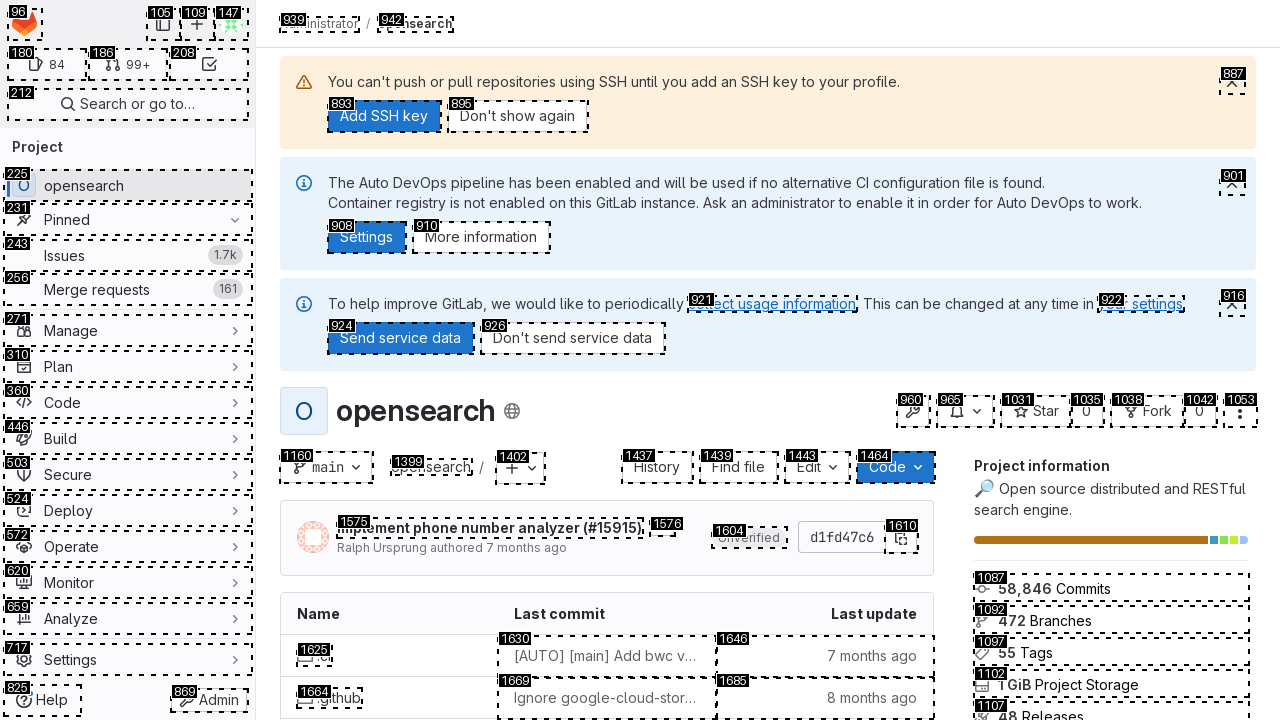 96
105
109
147
180
84
186
99+
208
212
Search or go to…
Project
225
O
opensearch
231
Pinned
243
Issues
1.7k
256
Merge requests
161
271
Manage
310
Plan
360
Code
446
Build
503
Secure
524
Deploy
572
Operate
620
Monitor
659
Analyze
717
Settings
825
Help
869
Admin
939
Administrator
/
942
opensearch
You can't push or pull repositories using SSH until you add an SSH key to your profile.
887
893
Add SSH key
895
Don't show again
The Auto DevOps pipeline has been enabled and will be used if no alternative CI configuration file is found.
Container registry is not enabled on this GitLab instance. Ask an administrator to enable it in order for Auto DevOps to work.
901
908
Settings
910
More information
To help improve GitLab, we would like to periodically 921 collect usage information. This can be changed at any time in 922 your settings.
916
924
Send service data
926
Don't send service data
O
opensearch
960
965
1031
Star
1035
0
1038
Fork
1042
0
1053
1160
main
1399
opensearch
/
1402
1437
History
1439
Find file
1443
Edit
1464
Code
1575
Implement phone number analyzer (#15915)
1576
Ralph Ursprung authored 7 months ago
1604
Unverified
d1fd47c6
1610
Name
Last commit
Last update
1625
.ci
1630
[AUTO] [main] Add bwc v…
1646
7 months ago
1664
.github
1669
Ignore google-cloud-stor…
1685
8 months ago
Project information
🔎 Open source distributed and RESTful
search engine.
1087
58,846 Commits
1092
472 Branches
1097
55 Tags
1102
1 GiB Project Storage
1107
48 Releases